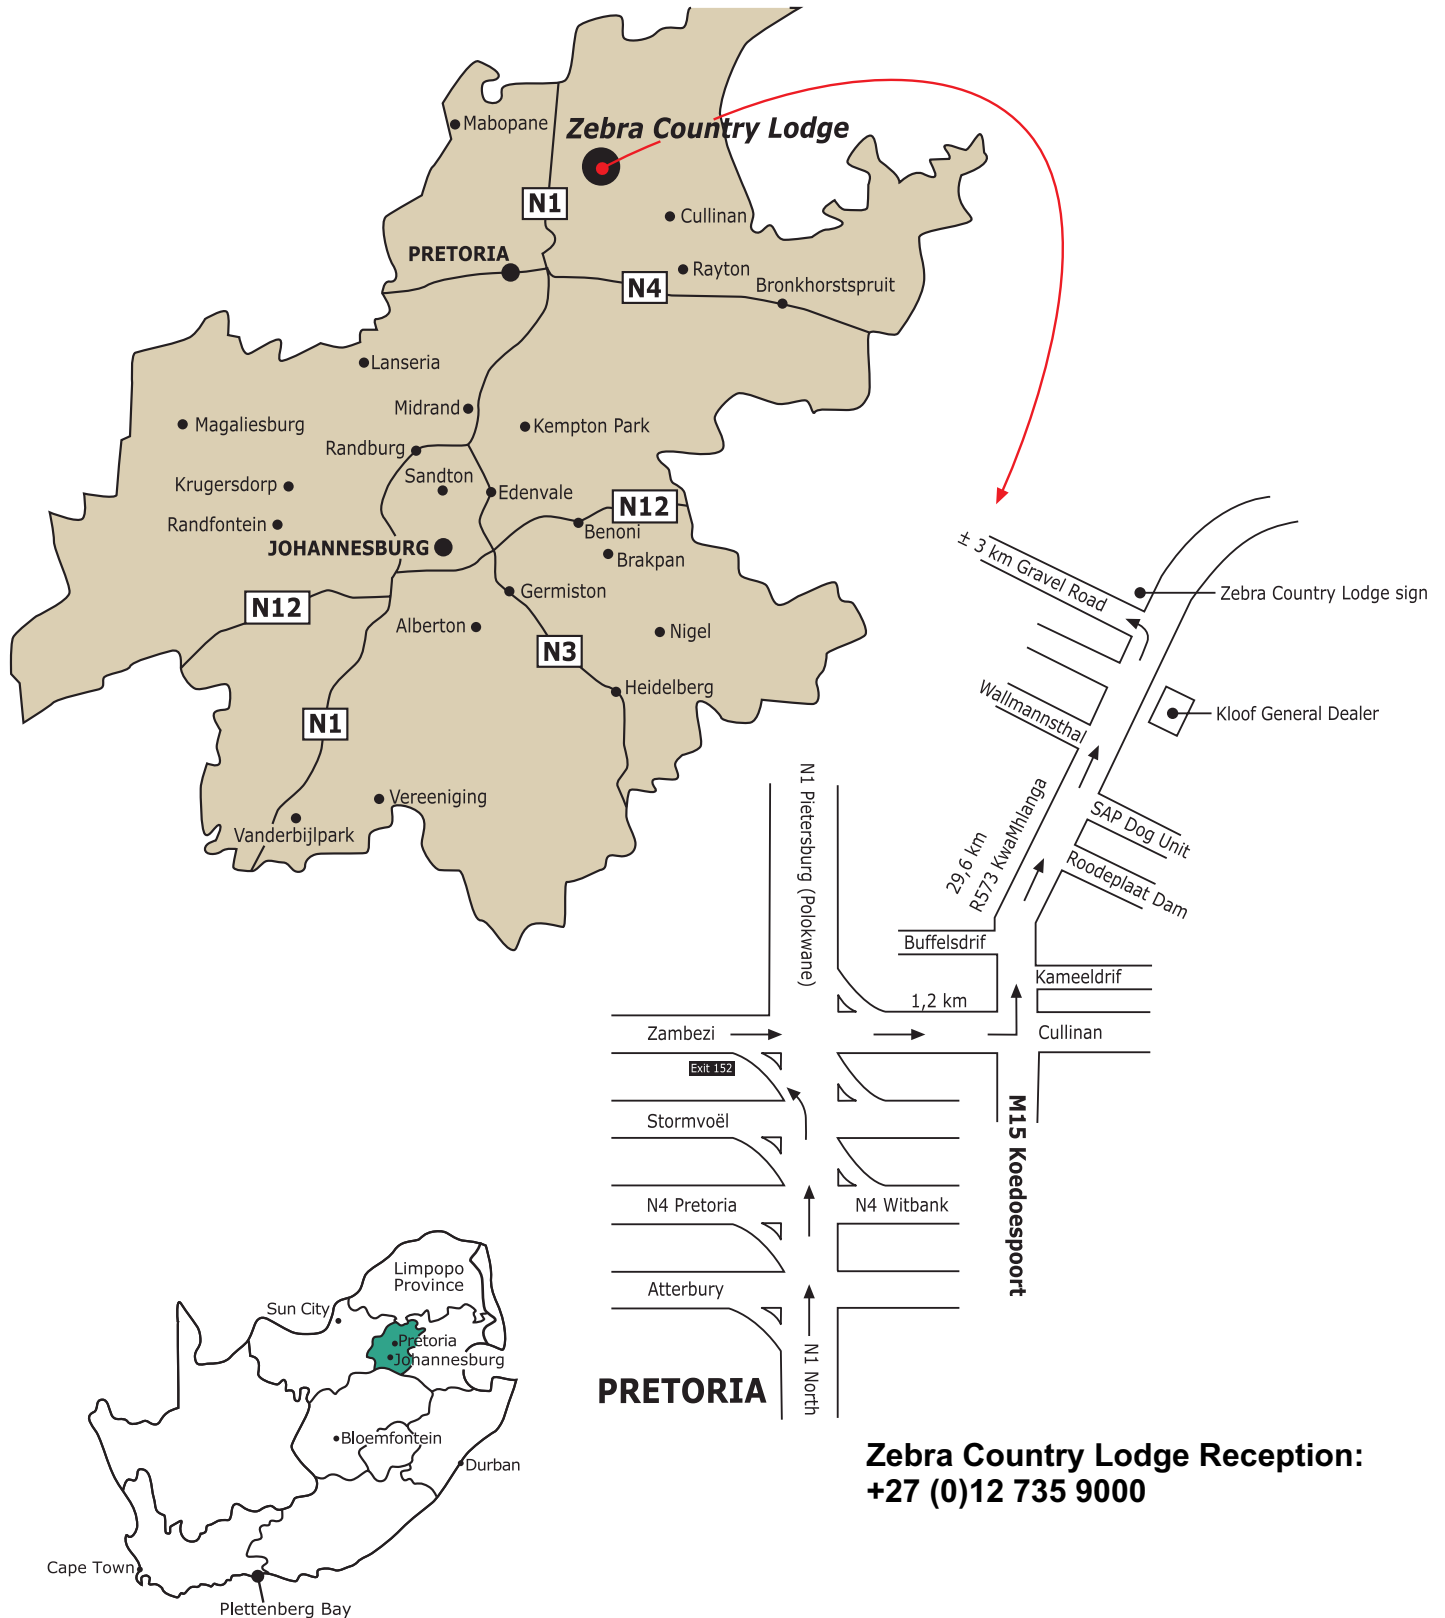 Mabopane
Zebra Country Lodge
N1
Cullinan
PRETORIA
Rayton
N4
Bronkhorstspruit
Lanseria
Midrand
Magaliesburg
Kempton Park
Randburg
Sandton
Krugersdorp
Edenvale
N12
Randfontein
Benoni
JOHANNESBURG
Brakpan
Germiston
N12
Alberton
Nigel
N3
Heidelberg
N1
Vereeniging
Vanderbijlpark
± 3 km Gravel Road
Zebra Country Lodge sign
Wallmannsthal
Kloof General Dealer
N1 Pietersburg (Polokwane)
29,6 km
R573 KwaMhlanga
SAP Dog Unit
Roodeplaat Dam
Buffelsdrif
Kameeldrif
1,2 km
Zambezi
Cullinan
Exit 152
M15 Koedoespoort
Stormvoël
N4 Pretoria
N4 Witbank
Atterbury
N1 North
PRETORIA
Limpopo
Province
Sun City
Pretoria
Johannesburg
Bloemfontein
Durban
Cape Town
Plettenberg Bay
Zebra Country Lodge Reception:
+27 (0)12 735 9000